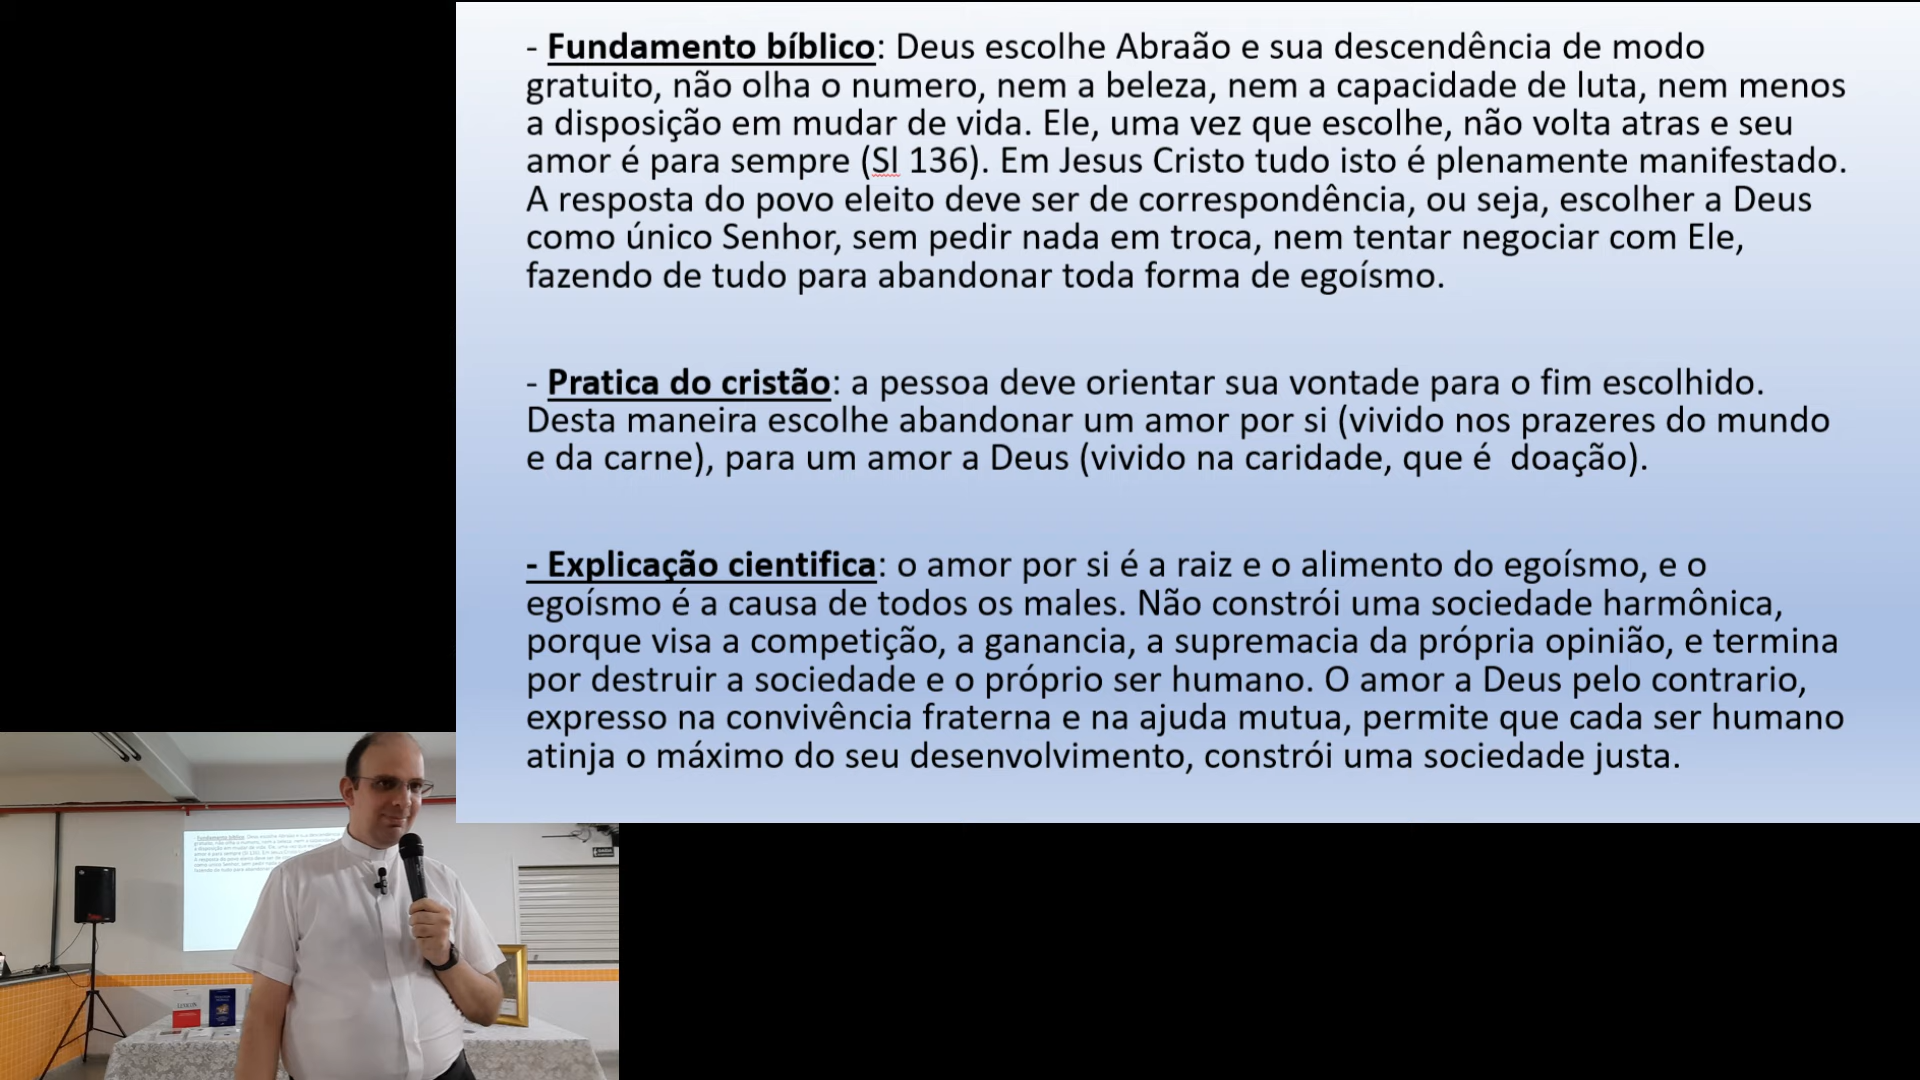 - Fundamento bíblico: Deus escolhe Abraão e sua descendência de modo
gratuito, não olha o numero, nem a beleza, nem a capacidade de luta, nem menos
a disposição em mudar de vida. Ele, uma vez que escolhe, não volta atras e seu
amor é para sempre (Sl 136). Em Jesus Cristo tudo isto é plenamente manifestado.
A resposta do povo eleito deve ser de correspondência, ou seja, escolher a Deus
como único Senhor, sem pedir nada em troca, nem tentar negociar com Ele,
fazendo de tudo para abandonar toda forma de egoísmo.
- Pratica do cristão: a pessoa deve orientar sua vontade para o fim escolhido.
Desta maneira escolhe abandonar um amor por si (vivido nos prazeres do mundo
e da carne), para um amor a Deus (vivido na caridade, que é  doação).
- Explicação cientifica: o amor por si é a raiz e o alimento do egoísmo, e o
egoísmo é a causa de todos os males. Não constrói uma sociedade harmônica,
porque visa a competição, a ganancia, a supremacia da própria opinião, e termina
por destruir a sociedade e o próprio ser humano. O amor a Deus pelo contrario,
expresso na convivência fraterna e na ajuda mutua, permite que cada ser humano
atinja o máximo do seu desenvolvimento, constrói uma sociedade justa.